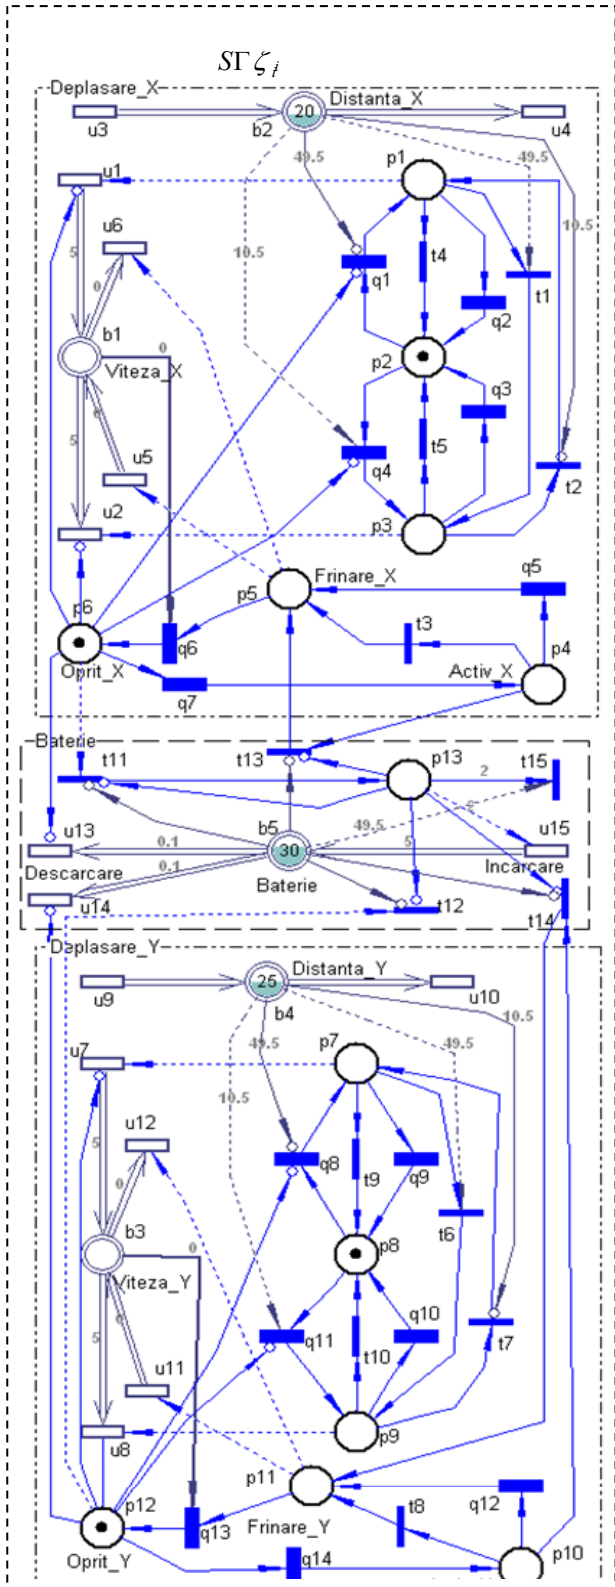 SΓ ζi
Deplasare_X
20
Distanta_X
u3
b2
u4
49.5
49.5
u1
p1
10.5
u6
10.5
5
t4
q1
t1
0
q2
b1
p2
0
Viteza_X
q3
5
t5
u5
q4
t2
u2
p3
q5
Frinare_X
p5
p6
t3
p4
q6
Oprit_X
Activ_X
q7
Baterie
t13
p13
t11
t15
2
b5
49.5
u13
0.1
u15
30
5
Descarcare
0.1
Incarcare
u14
Baterie
t12
t14
Deplasare_Y
25
Distanta_Y
u9
u10
b4
10.5
u7
49.5
p7
49.5
10.5
u12
5
q8
t9
q9
0
t6
b3
p8
0
Viteza_Y
q10
5
q11
t10
t7
u11
u8
p9
p11
p12
q12
t8
q13
Frinare_Y
p10
Oprit_Y
q14